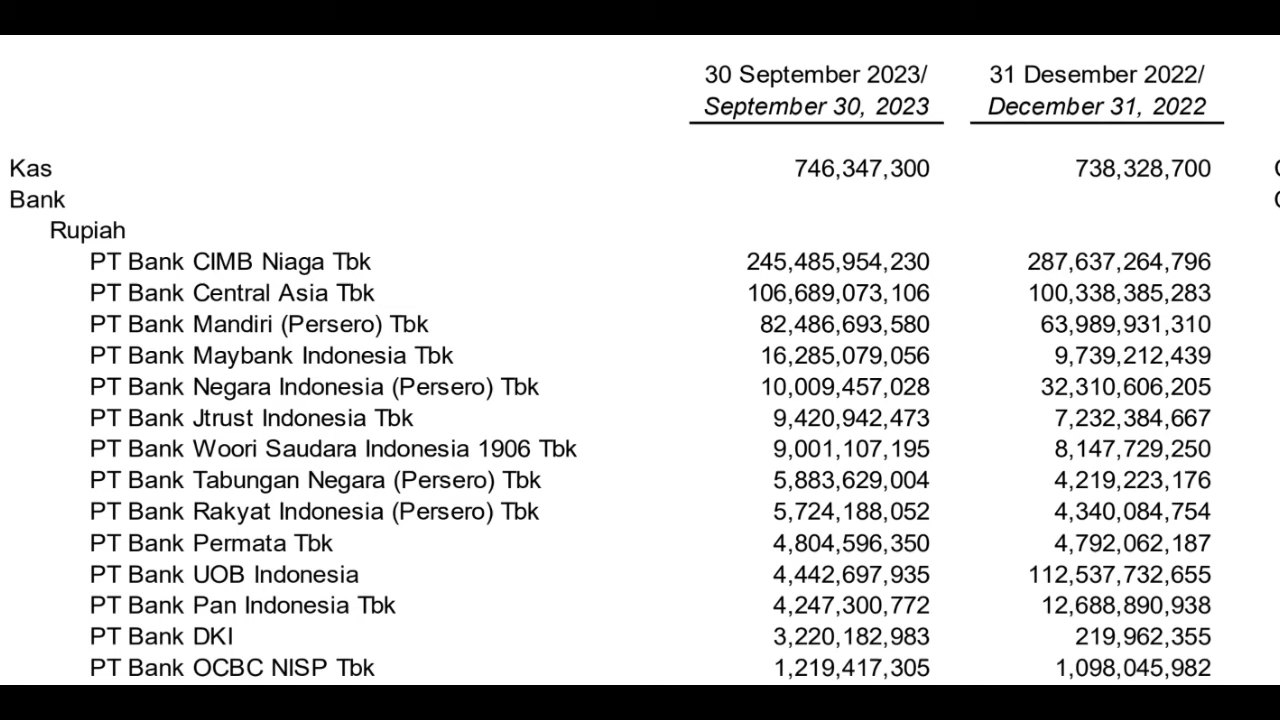 30 September 2023/ 31 Desember 2022/
September 30, 2023 December 31, 2022
Kas 746,347,300 738,328,700
Bank
Rupiah
PT Bank CIMB Niaga Tbk 245,485,954,230 287,637,264,796
PT Bank Central Asia Tbk 106,689,073,106 100,338,385,283
PT Bank Mandiri (Persero) Tbk 82,486,693,580 63,989,931,310
PT Bank Maybank Indonesia Tbk 16,285,079,056 9,739,212,439
PT Bank Negara Indonesia (Persero) Tbk 10,009,457,028 32,310,606,205
PT Bank Jtrust Indonesia Tbk 9,420,942,473 7,232,384,667
PT Bank Woori Saudara Indonesia 1906 Tbk 9,001,107,195 8,147,729,250
PT Bank Tabungan Negara (Persero) Tbk 5,883,629,004 4,219,223,176
PT Bank Rakyat Indonesia (Persero) Tbk 5,724,188,052 4,340,084,754
PT Bank Permata Tbk 4,804,596,350 4,792,062,187
PT Bank UOB Indonesia 4,442,697,935 112,537,732,655
PT Bank Pan Indonesia Tbk 4,247,300,772 12,688,890,938
PT Bank DKI 3,220,182,983 219,962,355
PT Bank OCBC NISP Tbk 1,219,417,305 1,098,045,982